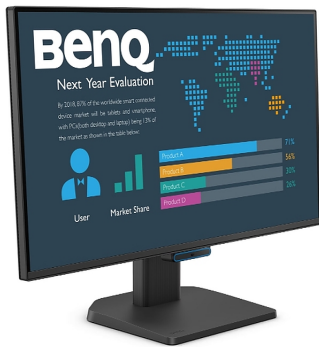 BenQ
Next Year Evaluation
By 2018, 87% of the worldwide smart connected
device market will be tablets and smartphone,
with PCs(both desktop and laptop) being 13% of
the market as shown in the table below:
Product A 71%
Product B 56%
Product C 30%
Product D 26%
User
Market Share